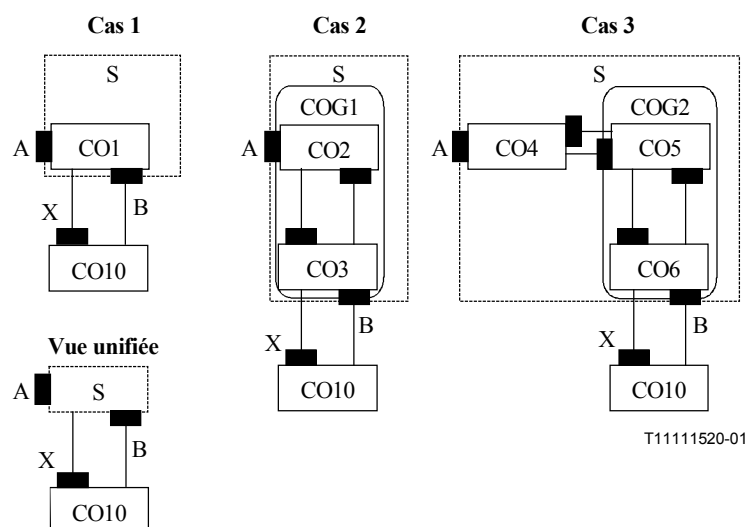 Cas 1
Cas 2
Cas 3
S
A
CO1
X
B
CO10
S
COG1
A
CO2
CO3
X
B
CO10
S
COG2
A
CO4
CO5
CO6
X
B
CO10
Vue unifiée
A
S
X
B
CO10
T11111520-01